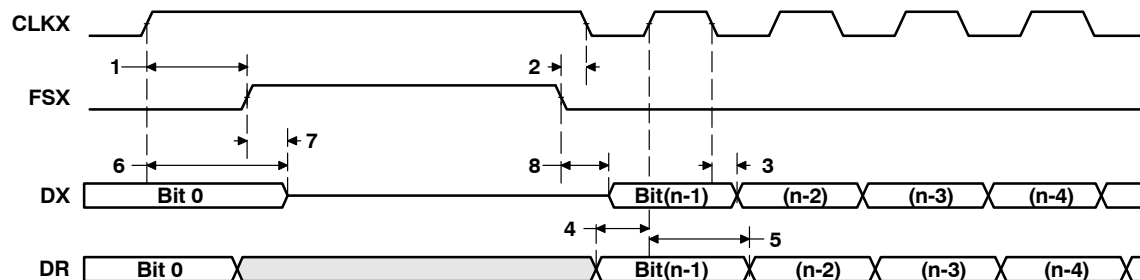 CLKX
1
2
FSX
7
6
8
3
DX
Bit 0
Bit(n-1)
(n-2)
(n-3)
(n-4)
4
5
DR
Bit 0
Bit(n-1)
(n-2)
(n-3)
(n-4)